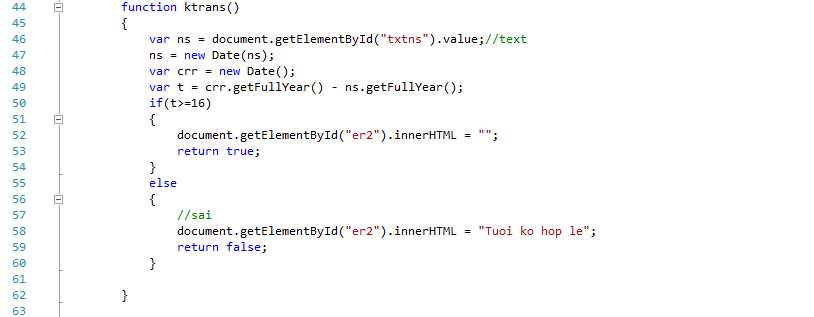 44 function ktrans()
45 {
46 var ns = document.getElementById("txtns").value;//text
47 ns = new Date(ns);
48 var crr = new Date();
49 var t = crr.getFullYear() - ns.getFullYear();
50 if(t>=16)
51 {
52 document.getElementById("er2").innerHTML = "";
53 return true;
54 }
55 else
56 {
57 //sai
58 document.getElementById("er2").innerHTML = "Tuoi ko hop le";
59 return false;
60 }
61
62 }
63